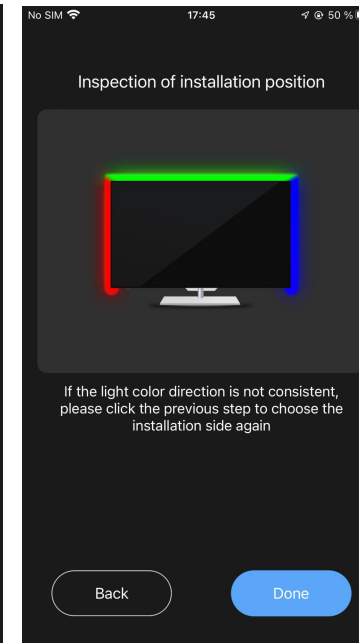 No SIM 17:45 50 %
Inspection of installation position
If the light color direction is not consistent,
please click the previous step to choose the
installation side again
Back Done